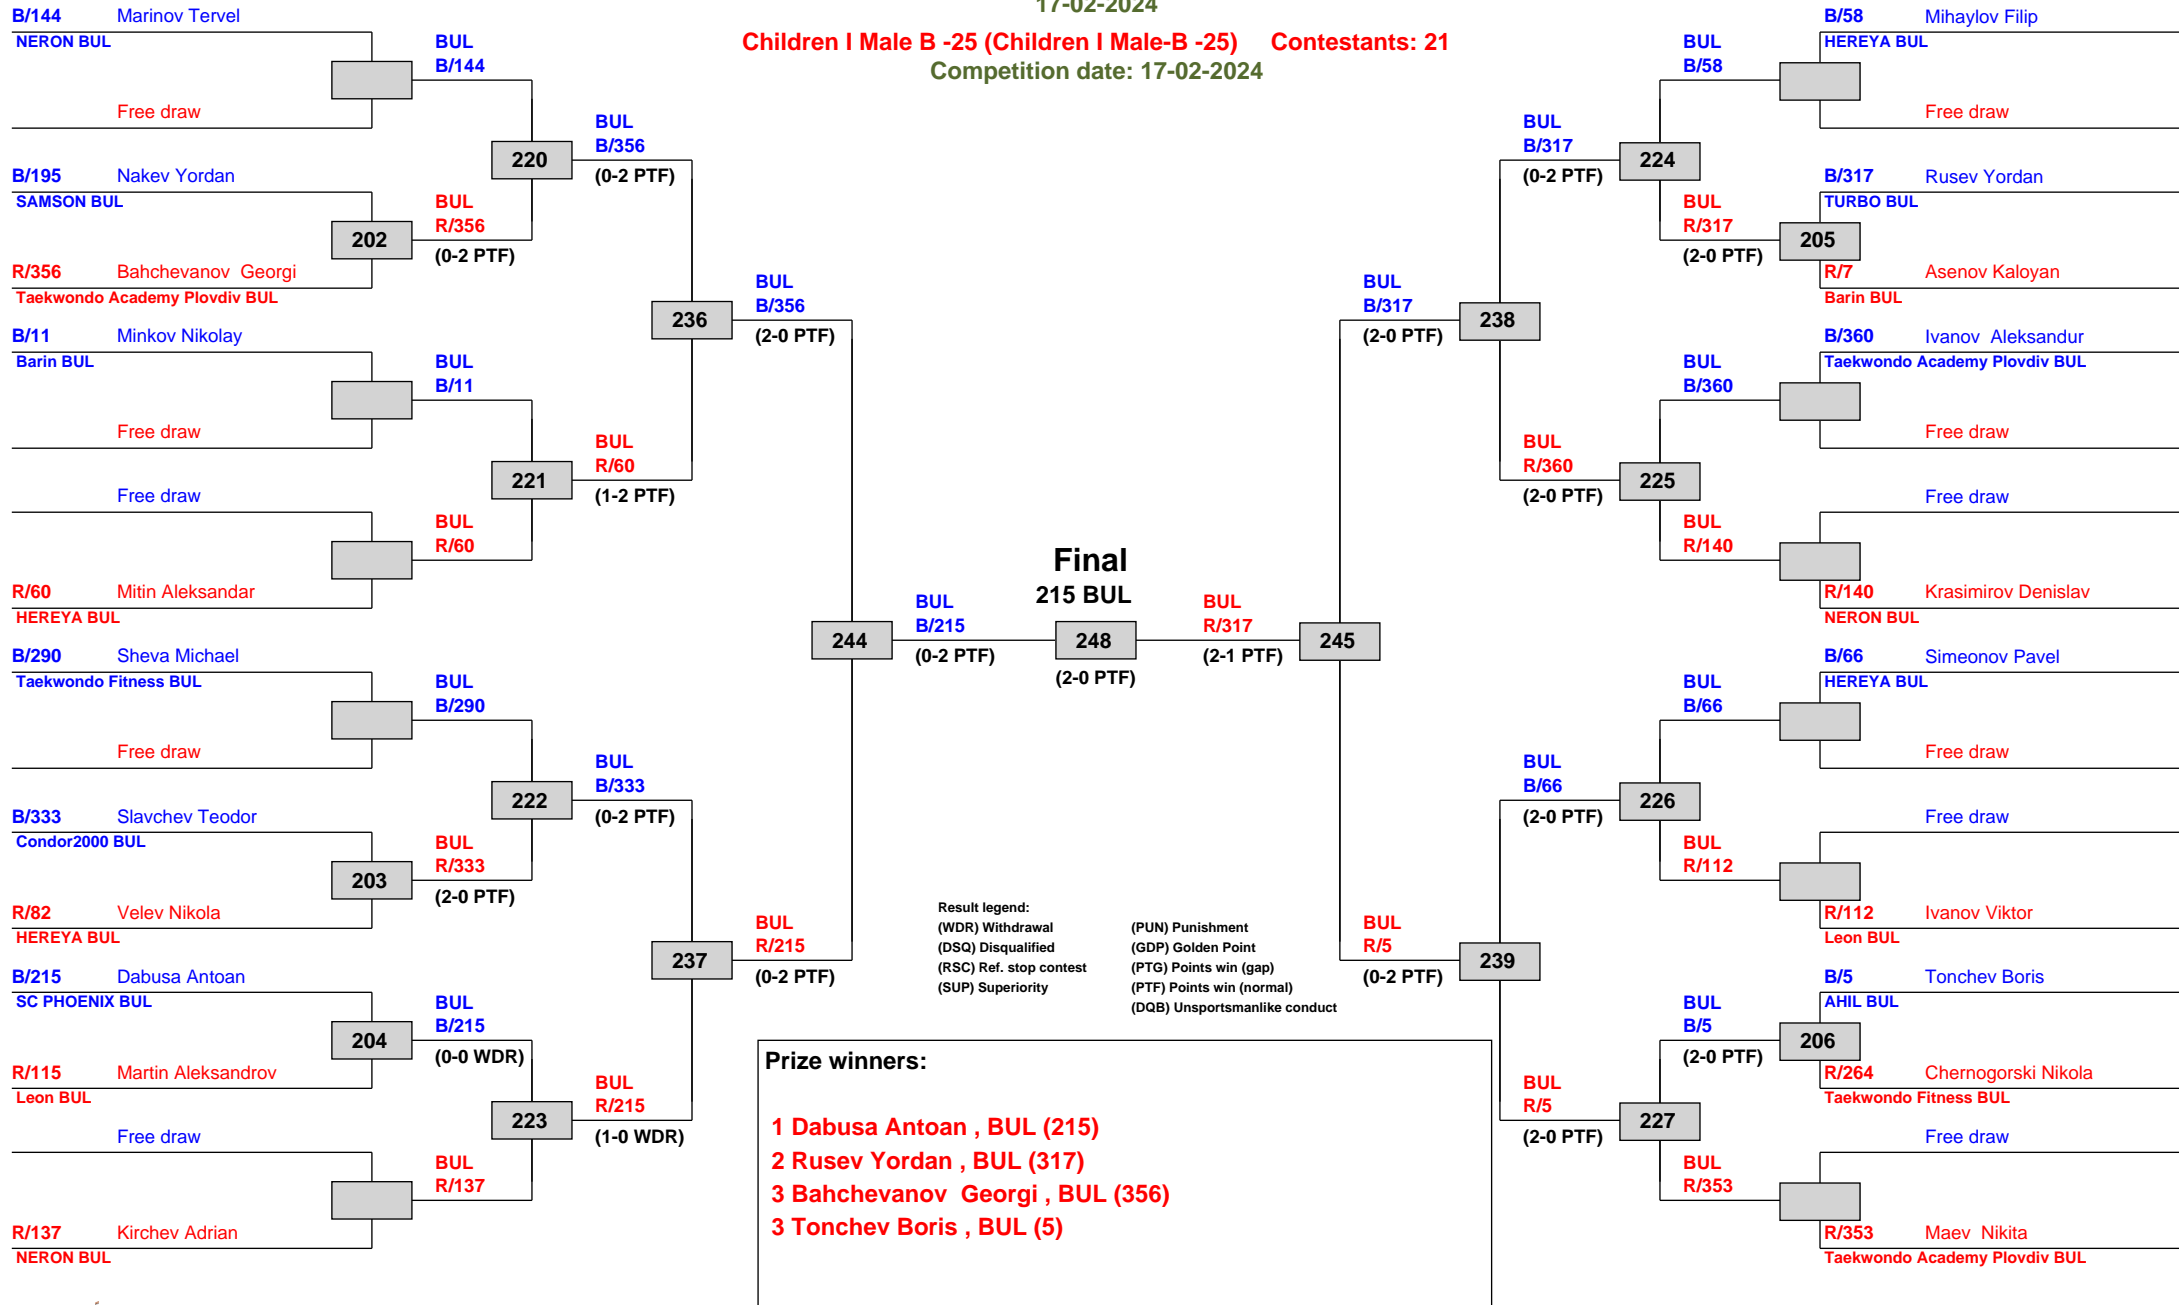 17-02-2024
Children I Male B -25 (Children I Male-B -25) Contestants: 21
Competition date: 17-02-2024
B/144 Marinov Tervel
NERON BUL
Free draw
B/195 Nakev Yordan
SAMSON BUL
R/356 Bahchevanov Georgi
Taekwondo Academy Plovdiv BUL
B/11 Minkov Nikolay
Barin BUL
Free draw
Free draw
R/60 Mitin Aleksandar
HEREYA BUL
B/290 Sheva Michael
Taekwondo Fitness BUL
Free draw
B/333 Slavchev Teodor
Condor2000 BUL
R/82 Velev Nikola
HEREYA BUL
B/215 Dabusa Antoan
SC PHOENIX BUL
R/115 Martin Aleksandrov
Leon BUL
Free draw
R/137 Kirchev Adrian
NERON BUL
202
203
204
BUL
B/144
BUL
R/356
(0-2 PTF)
BUL
B/11
BUL
R/60
BUL
B/290
BUL
R/333
(2-0 PTF)
BUL
B/215
(0-0 WDR)
BUL
R/137
220
221
222
223
BUL
B/356
(0-2 PTF)
BUL
R/60
(1-2 PTF)
BUL
B/333
(0-2 PTF)
BUL
R/215
(1-0 WDR)
236
237
BUL
B/356
(2-0 PTF)
BUL
R/215
(0-2 PTF)
244
BUL
B/215
(0-2 PTF)
Final
215 BUL
248
(2-0 PTF)
BUL
R/317
(2-1 PTF)
245
BUL
B/317
(2-0 PTF)
BUL
R/5
(0-2 PTF)
238
239
BUL
B/317
(0-2 PTF)
BUL
R/360
(2-0 PTF)
BUL
B/66
(2-0 PTF)
BUL
R/5
(2-0 PTF)
224
225
226
227
BUL
B/58
BUL
R/317
(2-0 PTF)
BUL
B/360
BUL
R/140
BUL
B/66
BUL
R/112
BUL
B/5
(2-0 PTF)
BUL
R/353
205
206
B/58 Mihaylov Filip
HEREYA BUL
Free draw
B/317 Rusev Yordan
TURBO BUL
R/7 Asenov Kaloyan
Barin BUL
B/360 Ivanov Aleksandur
Taekwondo Academy Plovdiv BUL
Free draw
Free draw
R/140 Krasimirov Denislav
NERON BUL
B/66 Simeonov Pavel
HEREYA BUL
Free draw
Free draw
R/112 Ivanov Viktor
Leon BUL
B/5 Tonchev Boris
AHIL BUL
R/264 Chernogorski Nikola
Taekwondo Fitness BUL
Free draw
R/353 Maev Nikita
Taekwondo Academy Plovdiv BUL
Result legend:
(WDR) Withdrawal
(DSQ) Disqualified
(RSC) Ref. stop contest
(SUP) Superiority
(PUN) Punishment
(GDP) Golden Point
(PTG) Points win (gap)
(PTF) Points win (normal)
(DQB) Unsportsmanlike conduct
Prize winners:
1 Dabusa Antoan , BUL (215)
2 Rusev Yordan , BUL (317)
3 Bahchevanov Georgi , BUL (356)
3 Tonchev Boris , BUL (5)